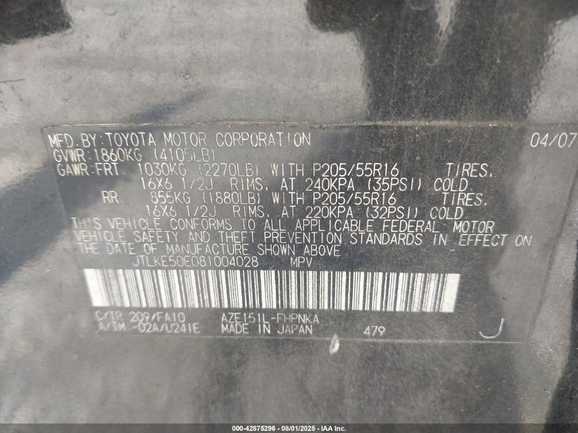 MFD. BY: TOYOTA MOTOR CORPORATION 04/07
GVWR: 1860KG (4105LB)
GAWR: FRT. 1030KG (2270LB) WITH P205/55R16 TIRES.
16X6 1/2J RIMS, AT 240KPA (35PSI) COLD
RR 855KG (1880LB) WITH P205/55R16 TIRES.
16X6 1/2J RIMS, AT 220KPA (32PSI) COLD
THIS VEHICLE CONFORMS TO ALL APPLICABLE FEDERAL MOTOR
VEHICLE SAFETY AND THEFT PREVENTION STANDARDS IN EFFECT ON
THE DATE OF MANUFACTURE SHOWN ABOVE
JTLKE50E081004028 MPV
C/TR 209/FA10 AZE151L-FHPNKA
A/TM -02A/U241E MADE IN JAPAN 479 J
000-42875296 - 08/01/2025 - IAA Inc.